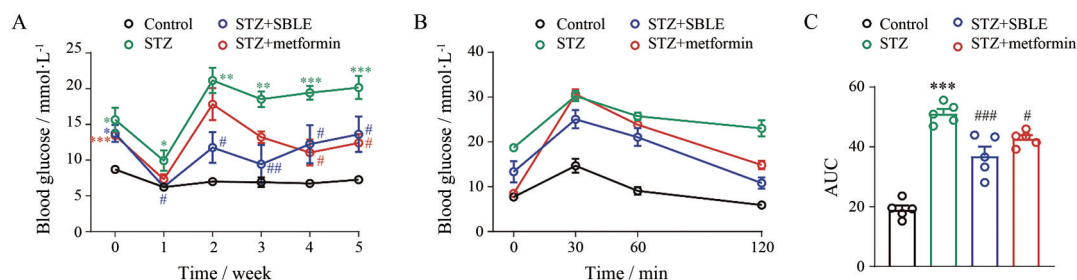 A
Control
STZ+SBLE
STZ
STZ+metformin
Blood glucose / mmol·L-1
25
20
15
10
5
0
*
*
***
*
#
**
#
**
##
***
#
#
***
#
#
0 1 2 3 4 5
Time / week
B
Control
STZ+SBLE
STZ
STZ+metformin
Blood glucose / mmol·L-1
40
30
20
10
0
0 30 60 120
Time / min
C
Control
STZ+SBLE
STZ
STZ+metformin
AUC
60
40
20
0
***
###
#